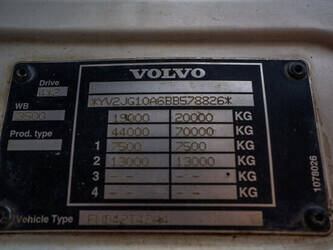 VOLVO
Drive
4X2
*YV2JG10A6BB578826*
WB
3500
19000 20000 KG
44000 70000 KG
Prod. type
1 7500 7500 KG
2 13000 13000 KG
3 -- -- KG
4 -- -- KG
1078026
Vehicle Type